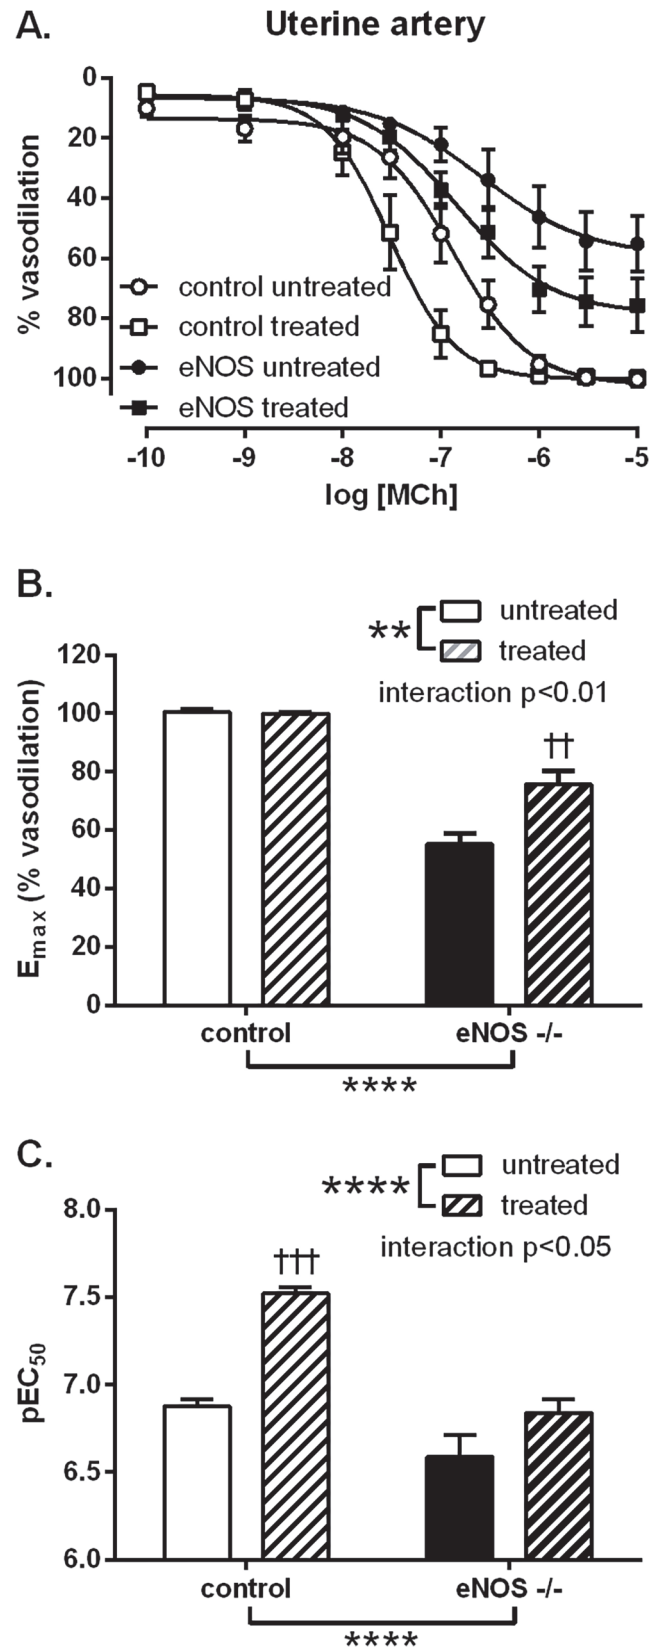 A.
Uterine artery
% vasodilation
0
20
40
60
80
100
control untreated
control treated
eNOS untreated
eNOS treated
-10 -9 -8 -7 -6 -5
log [MCh]
B.
**
untreated
treated
interaction p<0.01
Emax (% vasodilation)
120
100
80
60
40
20
0
††
control eNOS -/-
****
C.
****
untreated
treated
interaction p<0.05
pEC50
8.0
7.5
7.0
6.5
6.0
†††
control eNOS -/-
****